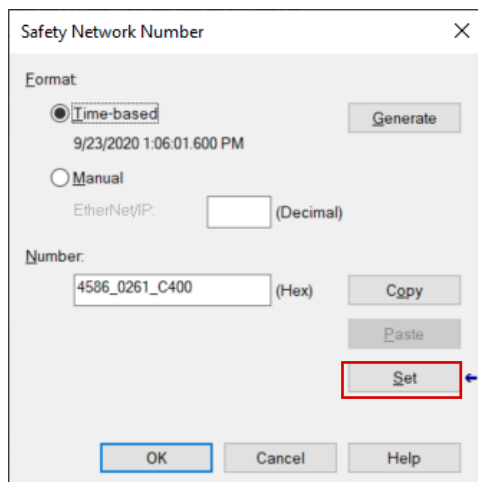 Safety Network Number
Format
Time-based
Generate
9/23/2020 1:06:01.600 PM
Manual
EtherNet/IP:
(Decimal)
Number:
4586_0261_C400
(Hex)
Copy
Paste
Set
OK
Cancel
Help